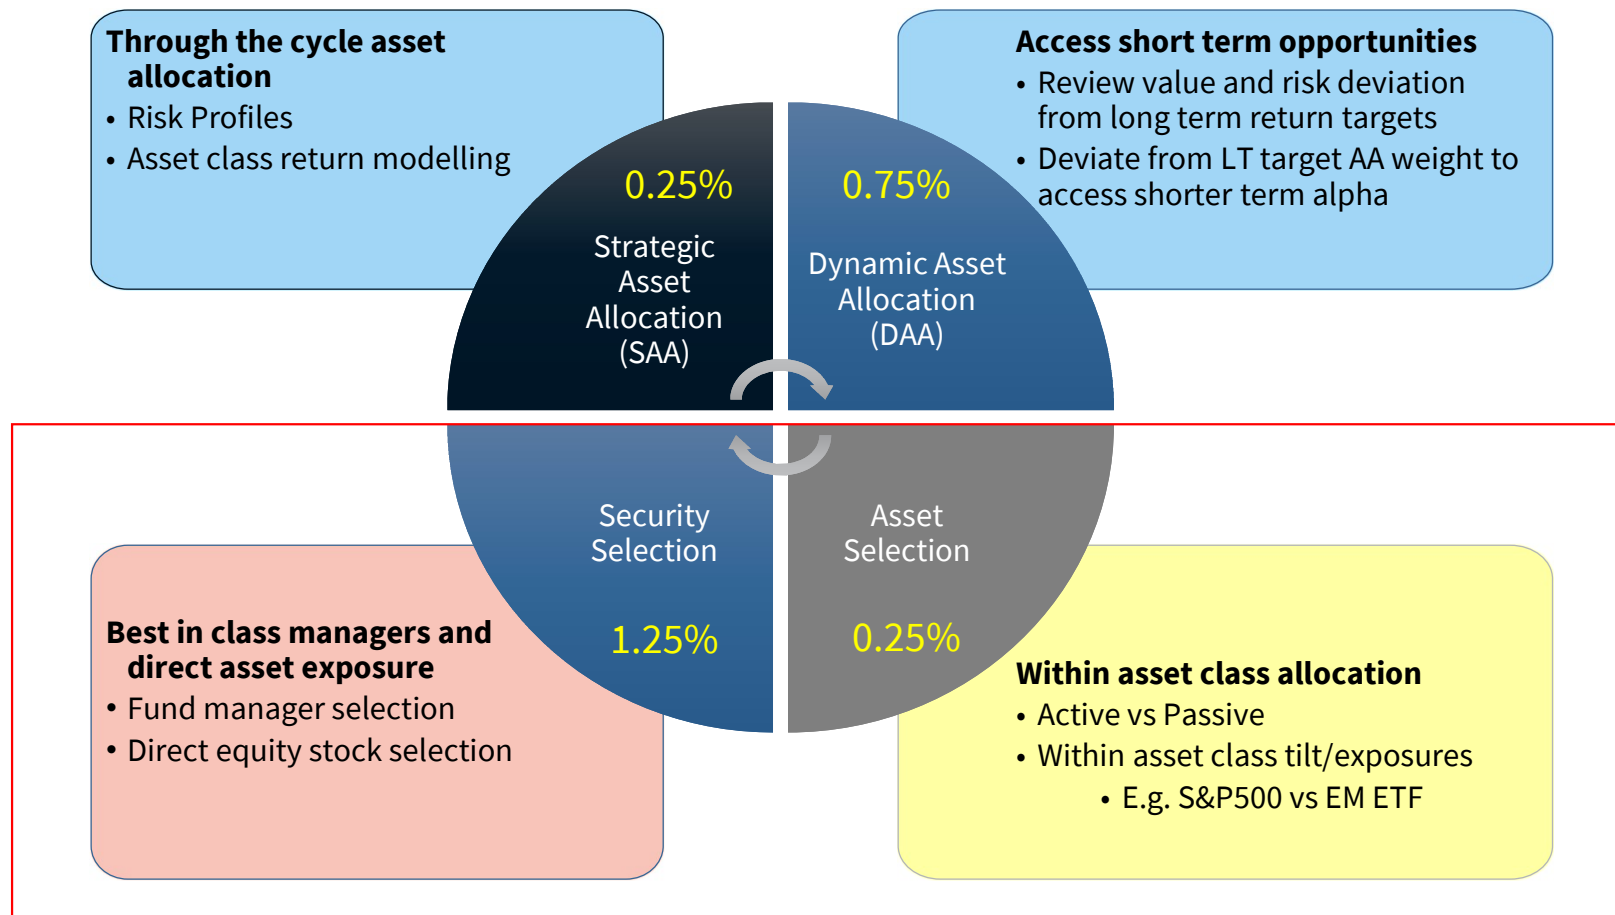 Through the cycle asset
allocation
• Risk Profiles
• Asset class return modelling
0.25%
Strategic
Asset
Allocation
(SAA)
Access short term opportunities
• Review value and risk deviation
from long term return targets
• Deviate from LT target AA weight to
access shorter term alpha
0.75%
Dynamic Asset
Allocation
(DAA)
Security
Selection
1.25%
Best in class managers and
direct asset exposure
• Fund manager selection
• Direct equity stock selection
Asset
Selection
0.25%
Within asset class allocation
• Active vs Passive
• Within asset class tilt/exposures
• E.g. S&P500 vs EM ETF